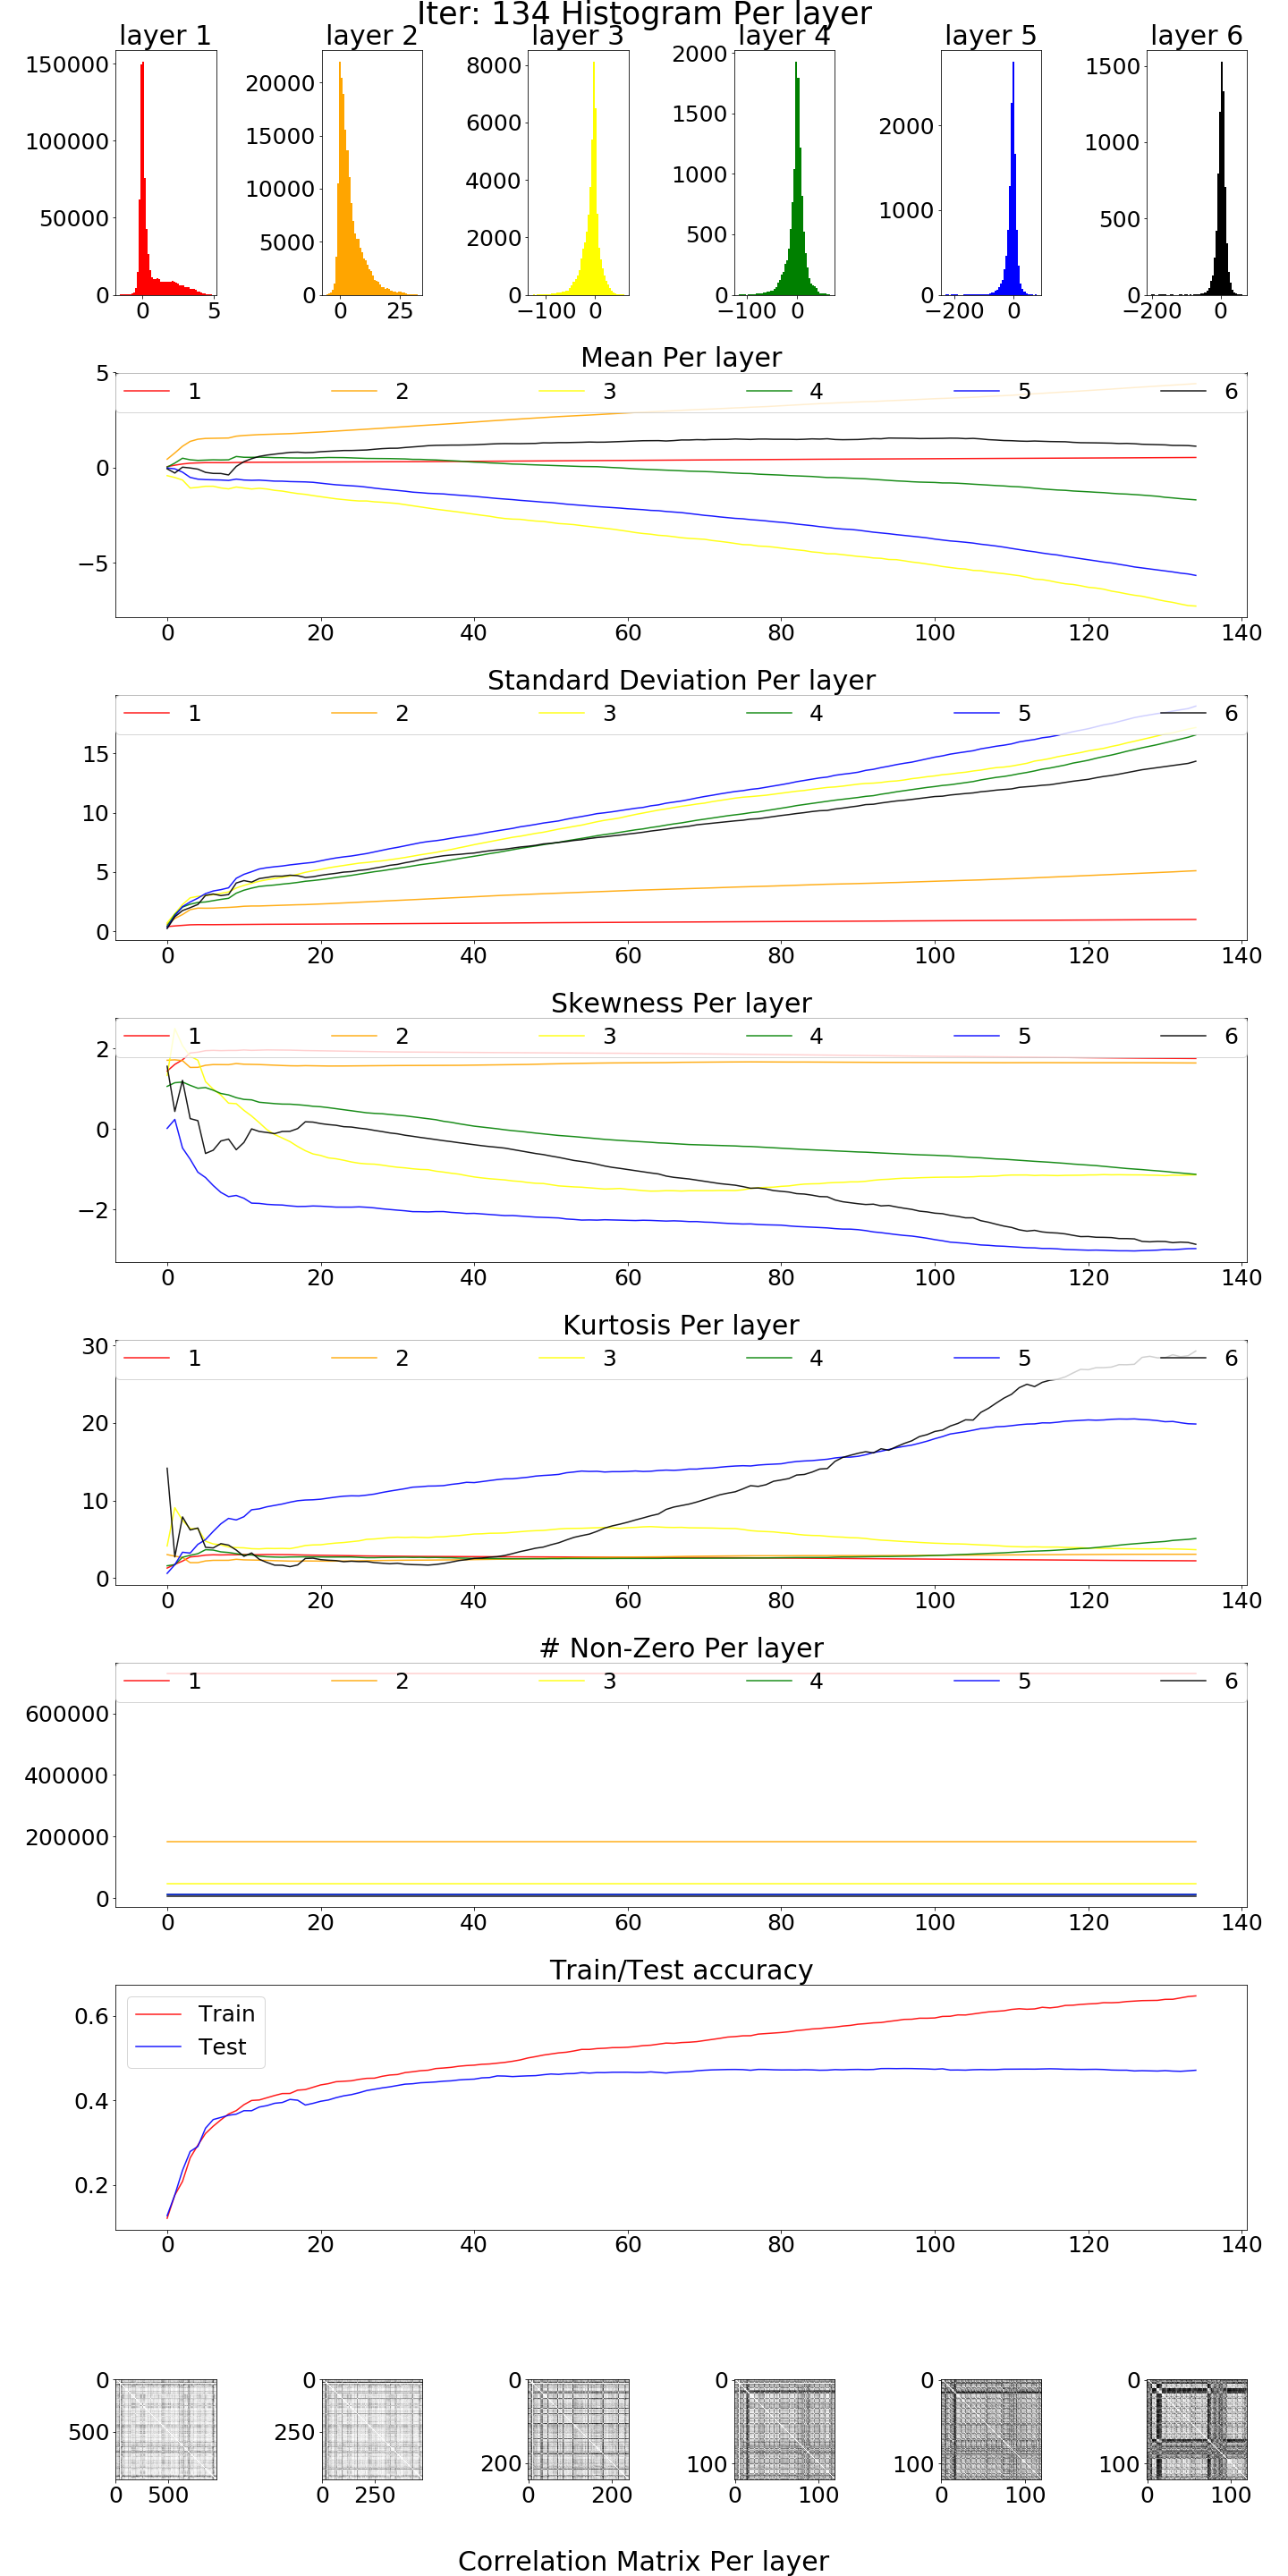 Iter: 134 Histogram Per layer
layer 1 layer 2 layer 3 layer 4 layer 5 layer 6
150000 100000 50000 0 0 5
20000 15000 10000 5000 0 0 25
8000 6000 4000 2000 0 −100 0
2000 1500 1000 500 0 −100 0
2000 1000 0 −200 0
1500 1000 500 0 −200 0
Mean Per layer
1 2 3 4 5 6
5
0
−5
0 20 40 60 80 100 120 140
Standard Deviation Per layer
1 2 3 4 5 6
15
10
5
0
0 20 40 60 80 100 120 140
Skewness Per layer
1 2 3 4 5 6
2
0
−2
0 20 40 60 80 100 120 140
Kurtosis Per layer
1 2 3 4 5 6
30
20
10
0
0 20 40 60 80 100 120 140
# Non-Zero Per layer
1 2 3 4 5 6
600000
400000
200000
0
0 20 40 60 80 100 120 140
Train/Test accuracy
Train
Test
0.6
0.4
0.2
0 20 40 60 80 100 120 140
0 500 0 500
0 250 0 250
0 200 0 200
0 100 0 100
0 100 0 100
0 100 0 100
Correlation Matrix Per layer